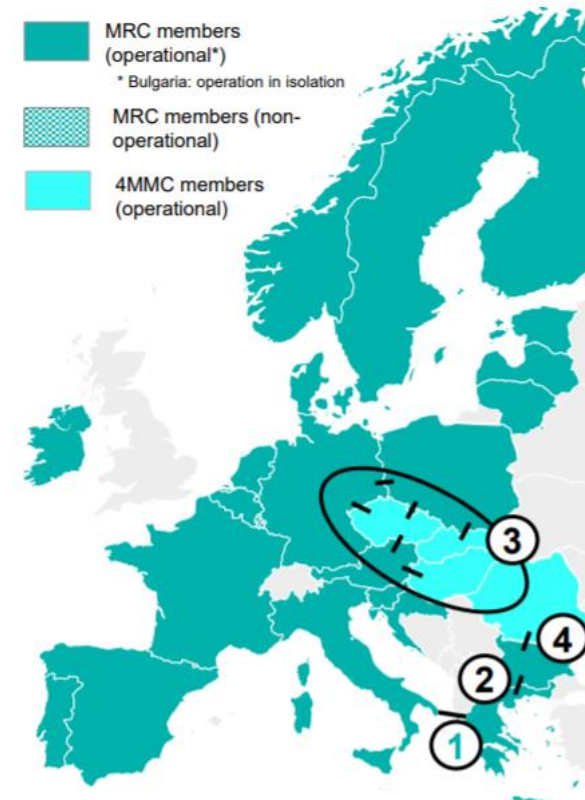 MRC members
(operational*)
* Bulgaria: operation in isolation
MRC members (non-
operational)
4MMC members
(operational)
3
4
2
1